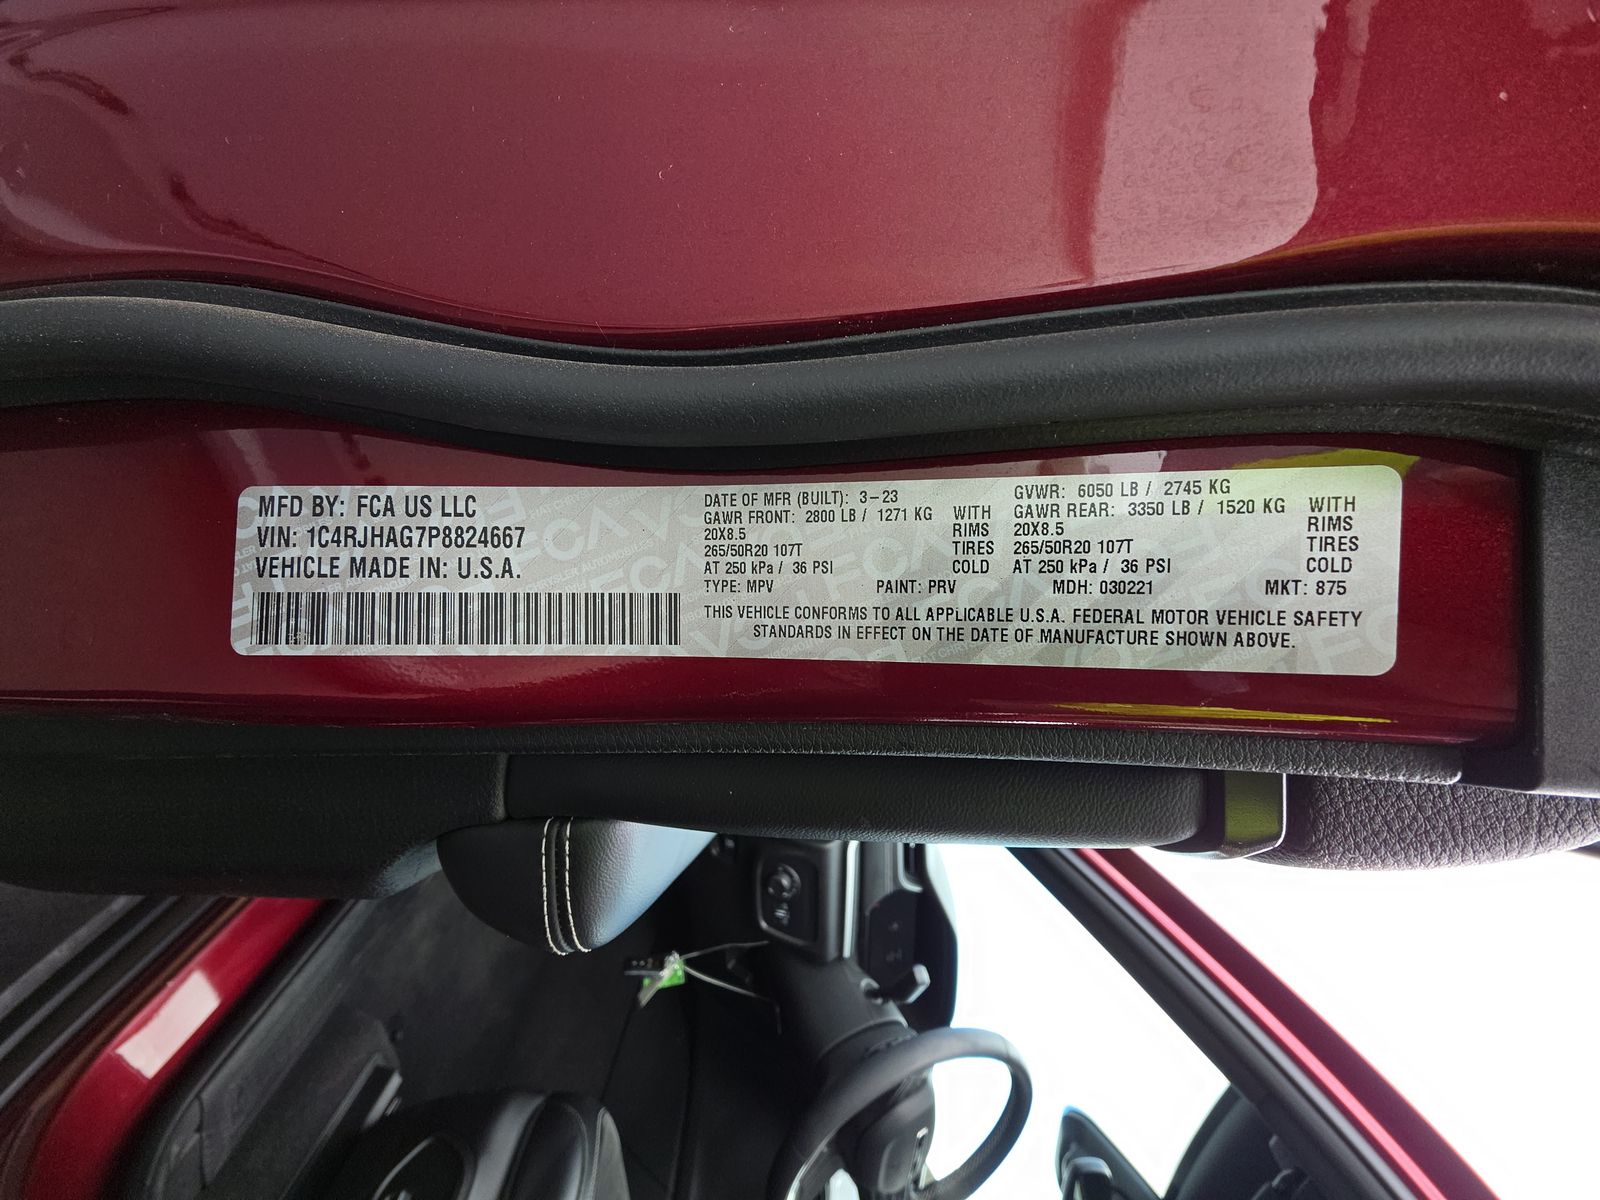 MFD BY: FCA US LLC
VIN: 1C4RJHAG7P8824667
VEHICLE MADE IN: U.S.A.
DATE OF MFR (BUILT): 3-23
GAWR FRONT: 2800 LB / 1271 KG WITH
20X8.5 RIMS
265/50R20 107T TIRES
AT 250 kPa / 36 PSI COLD
GVWR: 6050 LB / 2745 KG
GAWR REAR: 3350 LB / 1520 KG WITH
20X8.5 RIMS
265/50R20 107T TIRES
AT 250 kPa / 36 PSI COLD
TYPE: MPV PAINT: PRV MDH: 030221 MKT: 875
THIS VEHICLE CONFORMS TO ALL APPLICABLE U.S.A. FEDERAL MOTOR VEHICLE SAFETY
STANDARDS IN EFFECT ON THE DATE OF MANUFACTURE SHOWN ABOVE.